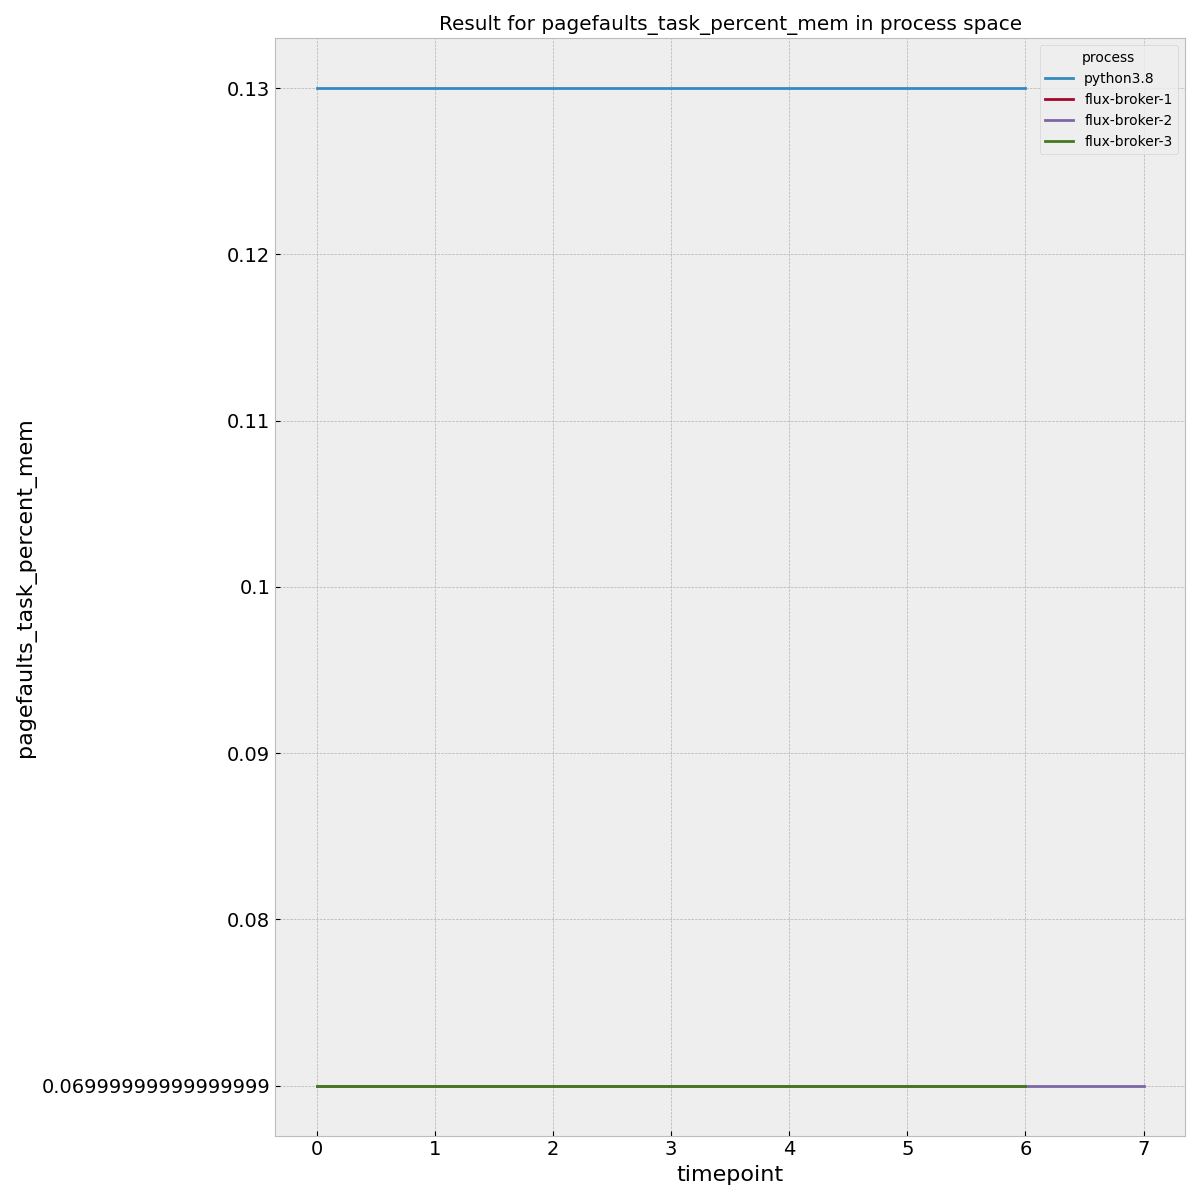 Result for pagefaults_task_percent_mem in process space
process
python3.8
flux-broker-1
flux-broker-2
flux-broker-3
pagefaults_task_percent_mem
0.13
0.12
0.11
0.1
0.09
0.08
0.06999999999999999
0 1 2 3 4 5 6 7
timepoint